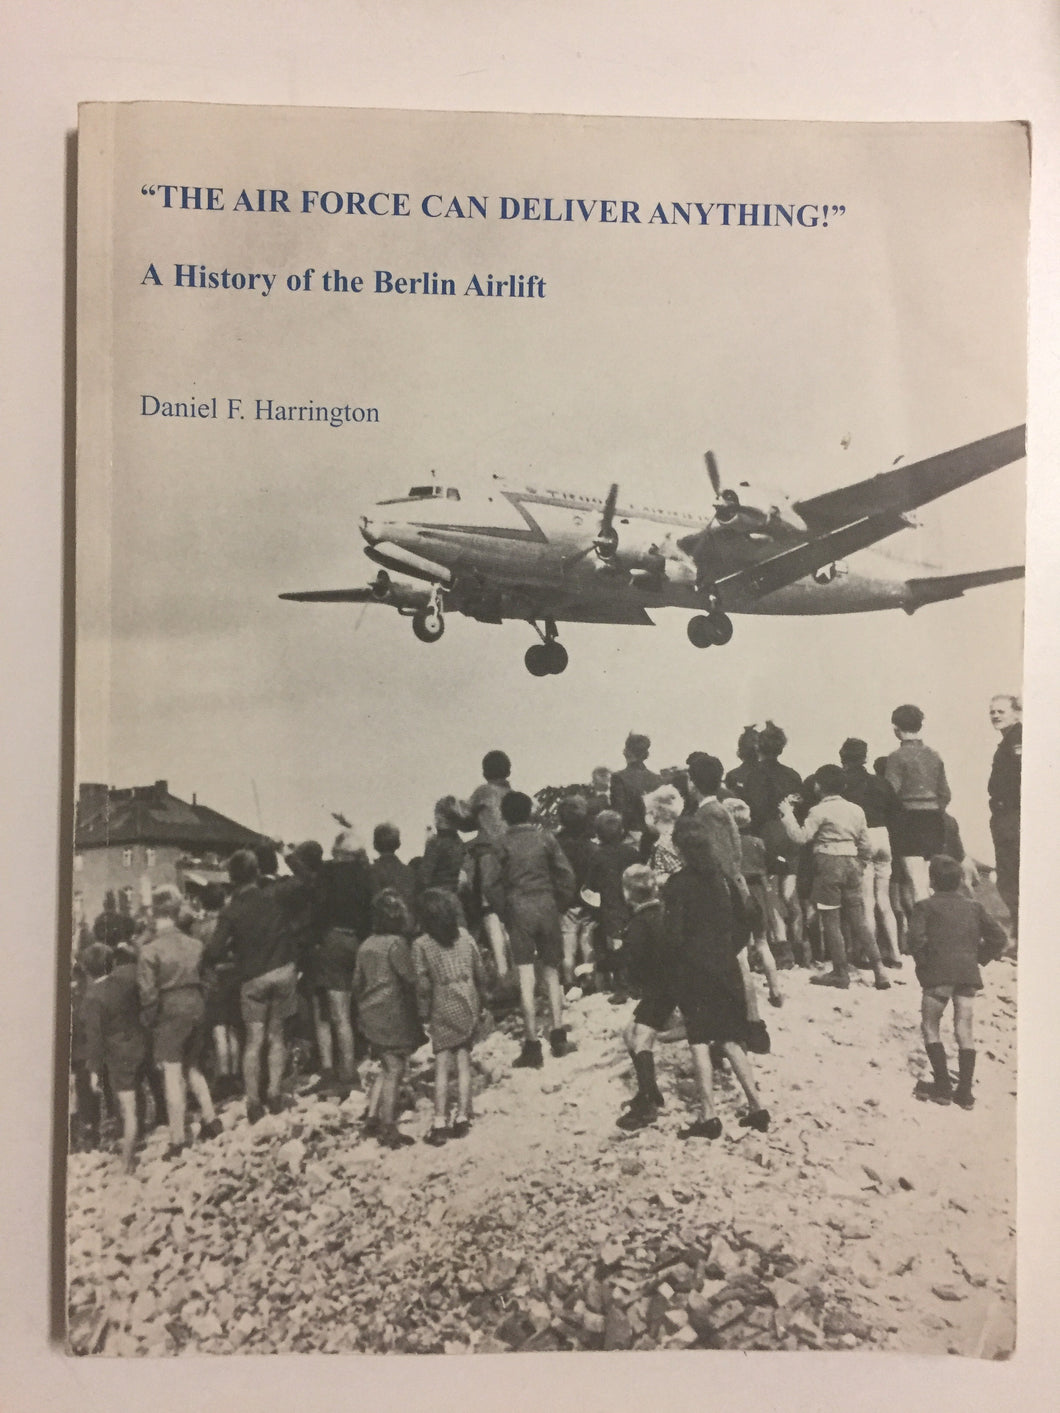 “THE AIR FORCE CAN DELIVER ANYTHING!”
A History of the Berlin Airlift
Daniel F. Harrington